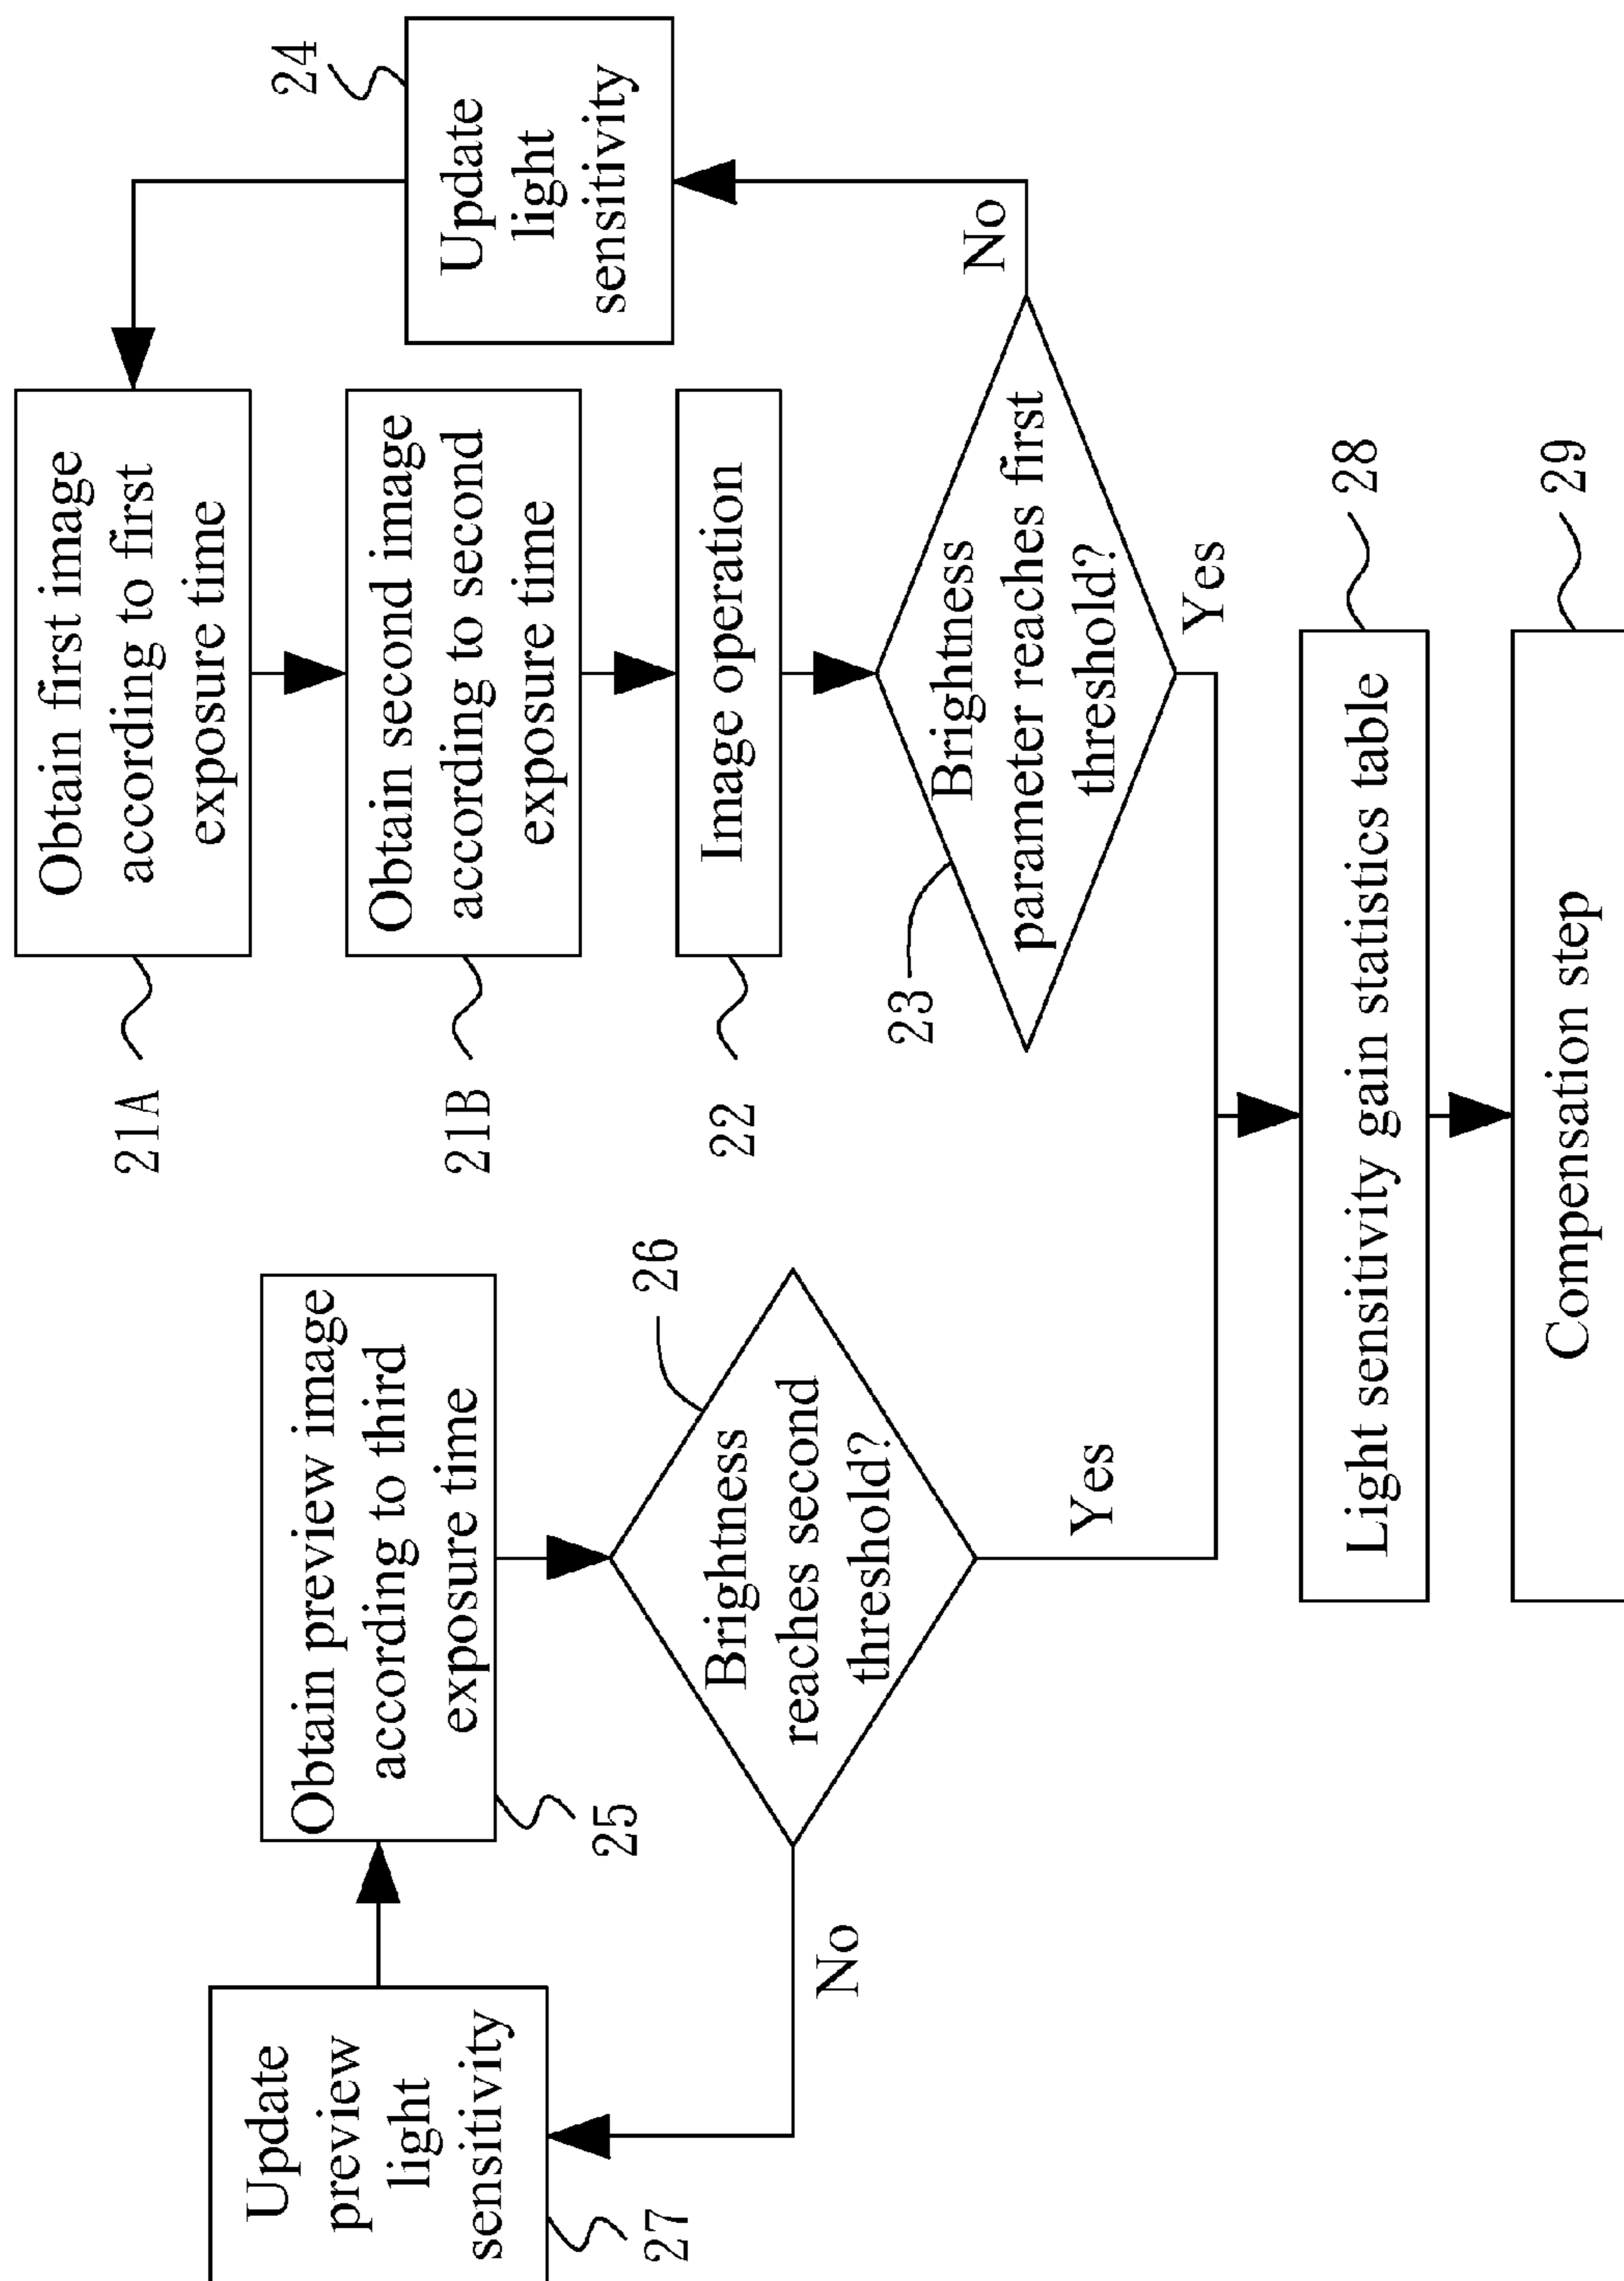 Update
preview
light
sensitivity
27
Obtain preview image
according to third
exposure time
25
Brightness
reaches second
threshold?
26
No
Yes
Obtain first image
according to first
exposure time
21A
Obtain second image
according to second
exposure time
21B
Image operation
22
Brightness
parameter reaches first
threshold?
23
No
Yes
Update
light
sensitivity
24
Light sensitivity gain statistics table
28
Compensation step
29